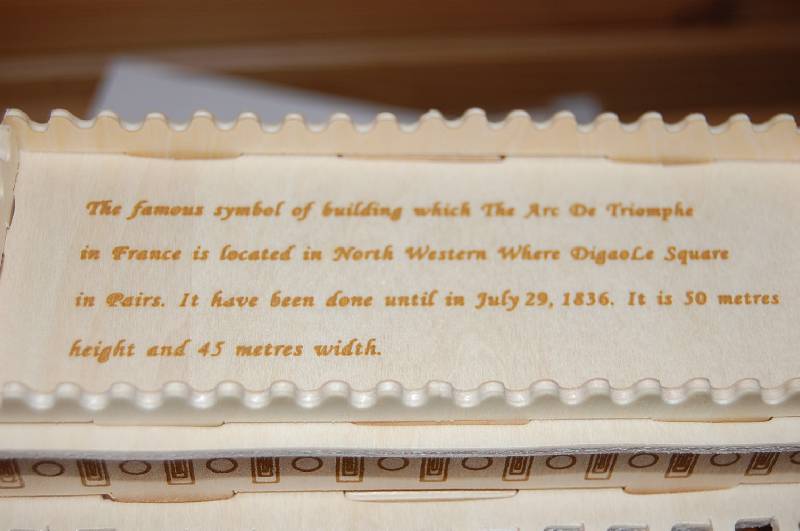 The famous symbol of building which The Arc De Triomphe
in France is located in North Western Where DigaoLe Square
in Pairs. It have been done until in July 29, 1836. It is 50 metres
height and 45 metres width.